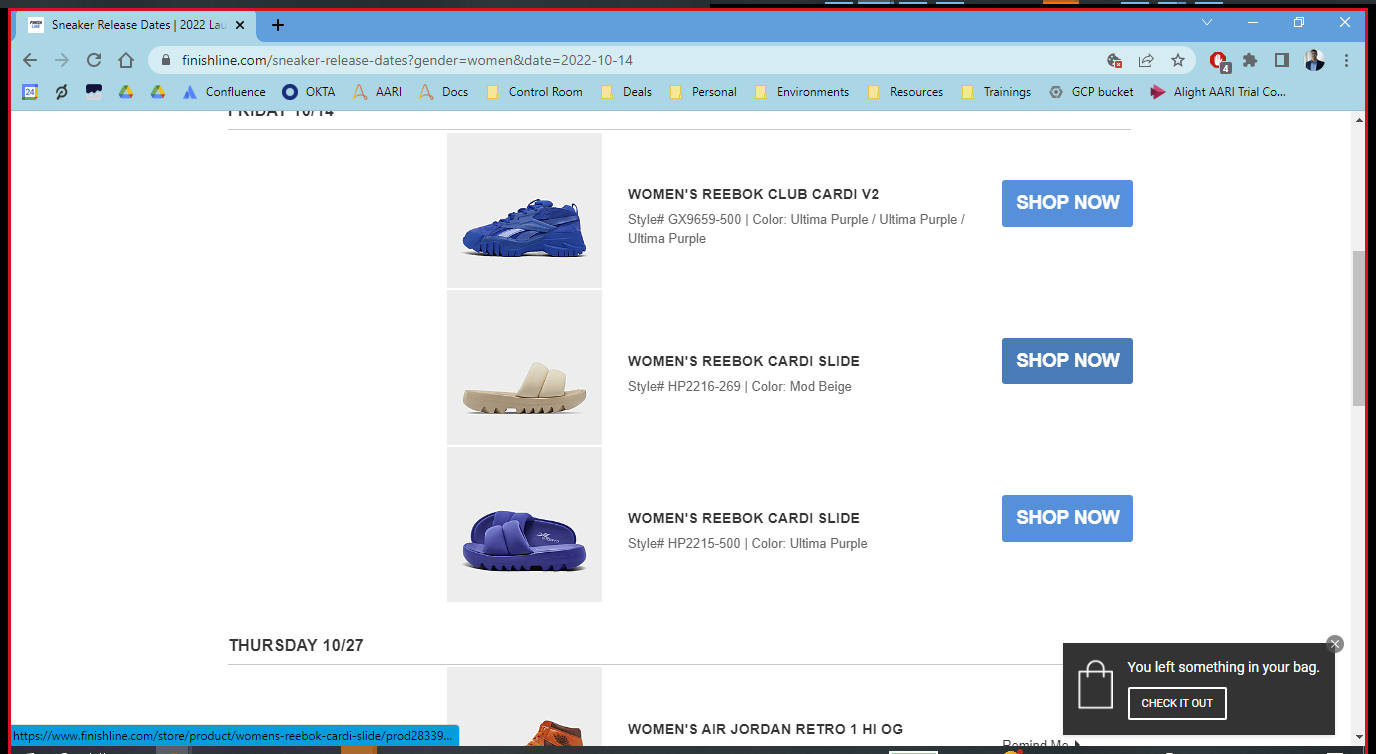 Sneaker Release Dates | 2022 Lau
finishline.com/sneaker-release-dates?gender=women&date=2022-10-14
4
24
Confluence
OKTA
AARI
Docs
Control Room
Deals
Personal
Environments
Resources
Trainings
GCP bucket
Alight AARI Trial Co...
FRIDAY 10/14
WOMEN'S REEBOK CLUB CARDI V2
Style# GX9659-500 | Color: Ultima Purple / Ultima Purple /
Ultima Purple
SHOP NOW
WOMEN'S REEBOK CARDI SLIDE
Style# HP2216-269 | Color: Mod Beige
SHOP NOW
WOMEN'S REEBOK CARDI SLIDE
Style# HP2215-500 | Color: Ultima Purple
SHOP NOW
THURSDAY 10/27
You left something in your bag.
CHECK IT OUT
WOMEN'S AIR JORDAN RETRO 1 HI OG
Remind Me
https://www.finishline.com/store/product/womens-reebok-cardi-slide/prod28339...